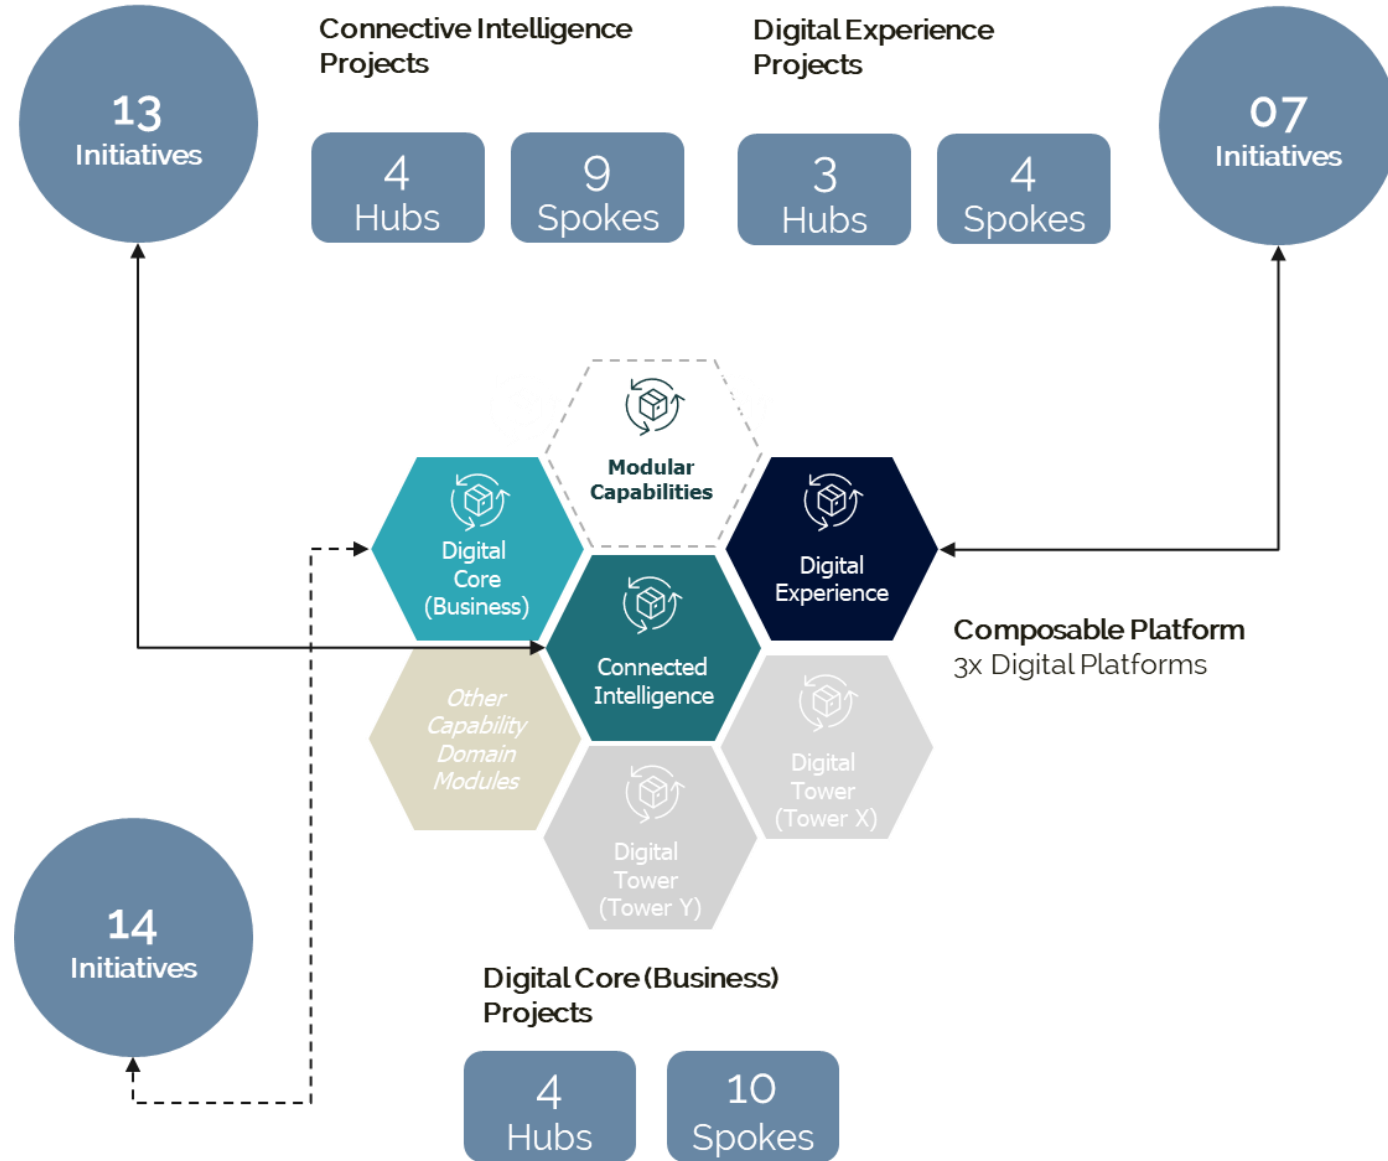 Connective Intelligence
Projects
Digital Experience
Projects
13
Initiatives
07
Initiatives
4
Hubs
9
Spokes
3
Hubs
4
Spokes
Modular
Capabilities
Digital
Core
(Business)
Digital
Experience
Connected
Intelligence
Composable Platform
3x Digital Platforms
Other
Capability
Domain
Modules
Digital
Tower
(Tower X)
Digital
Tower
(Tower Y)
14
Initiatives
Digital Core (Business)
Projects
4
Hubs
10
Spokes